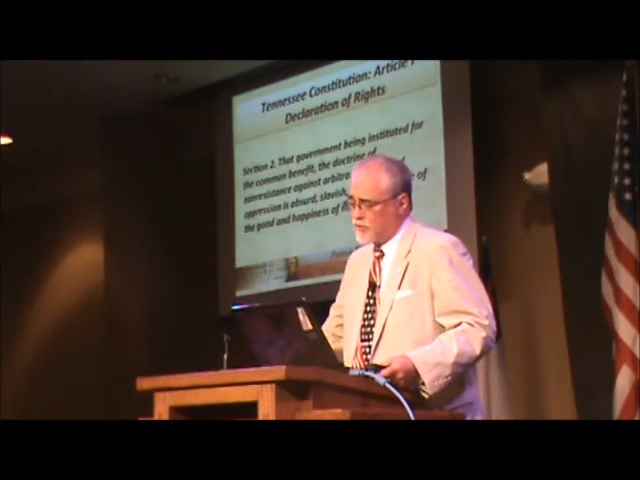 Tennessee Constitution: Article I
Declaration of Rights
Section 2. That government being instituted for
the common benefit, the doctrine of
nonresistance against of
oppression is absurd, slavish,
the good and happiness of